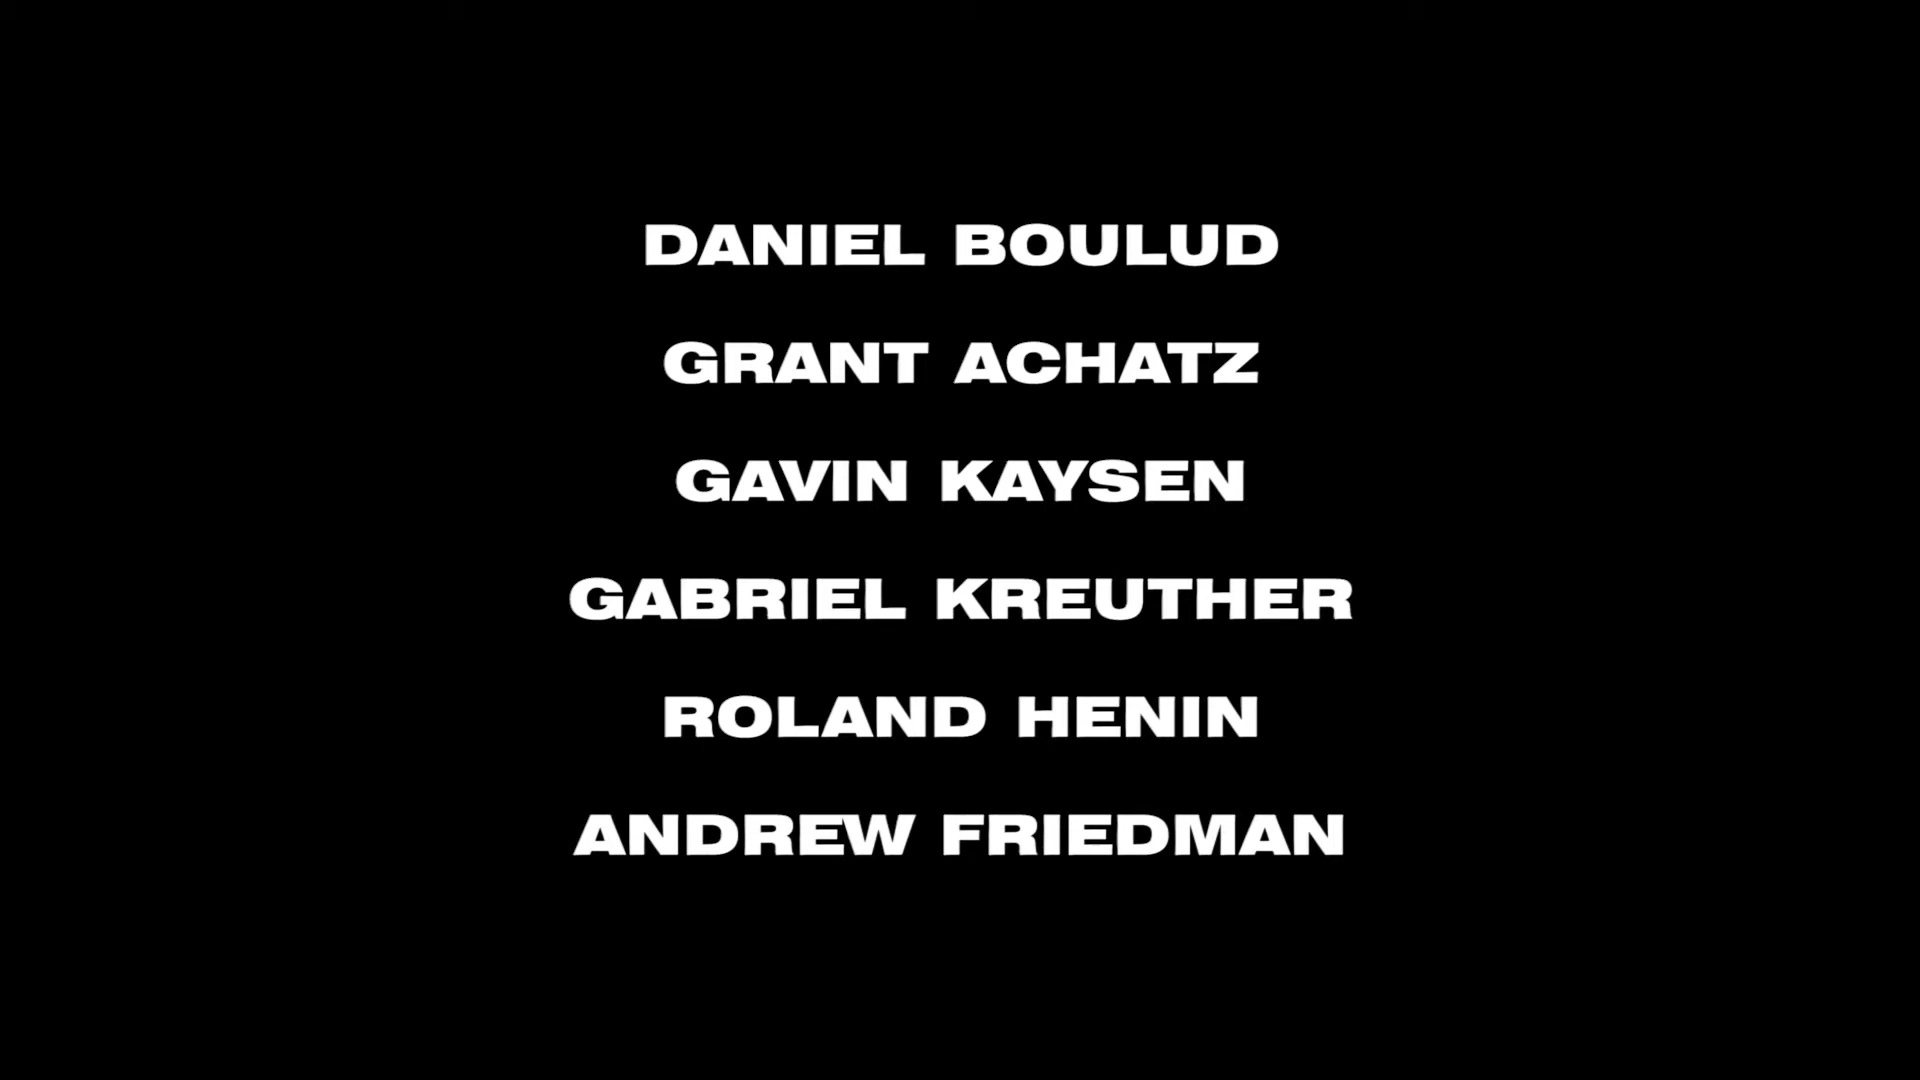 DANIEL BOULUD
GRANT ACHATZ
GAVIN KAYSEN
GABRIEL KREUTHER
ROLAND HENIN
ANDREW FRIEDMAN